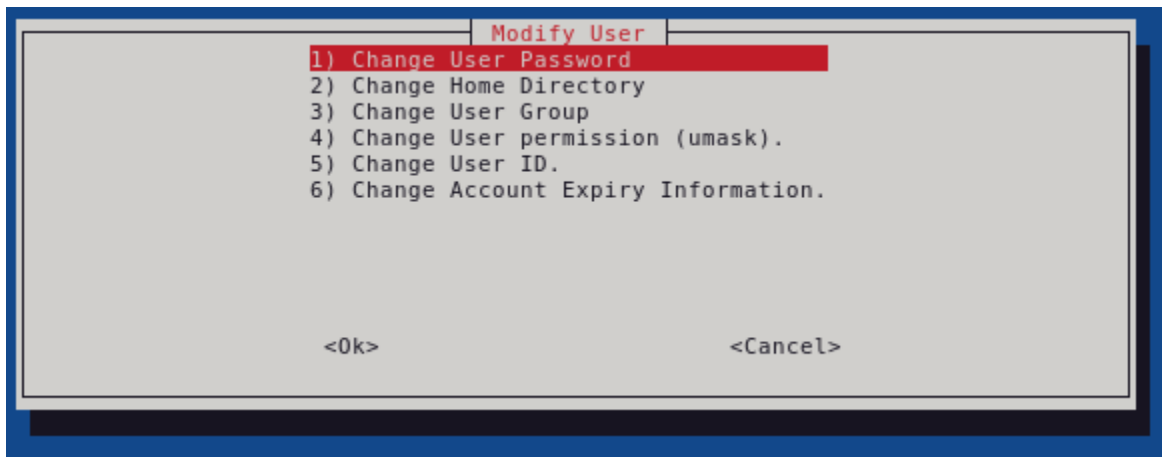 Modify User
1) Change User Password
2) Change Home Directory
3) Change User Group
4) Change User permission (umask).
5) Change User ID.
6) Change Account Expiry Information.
<Ok> <Cancel>